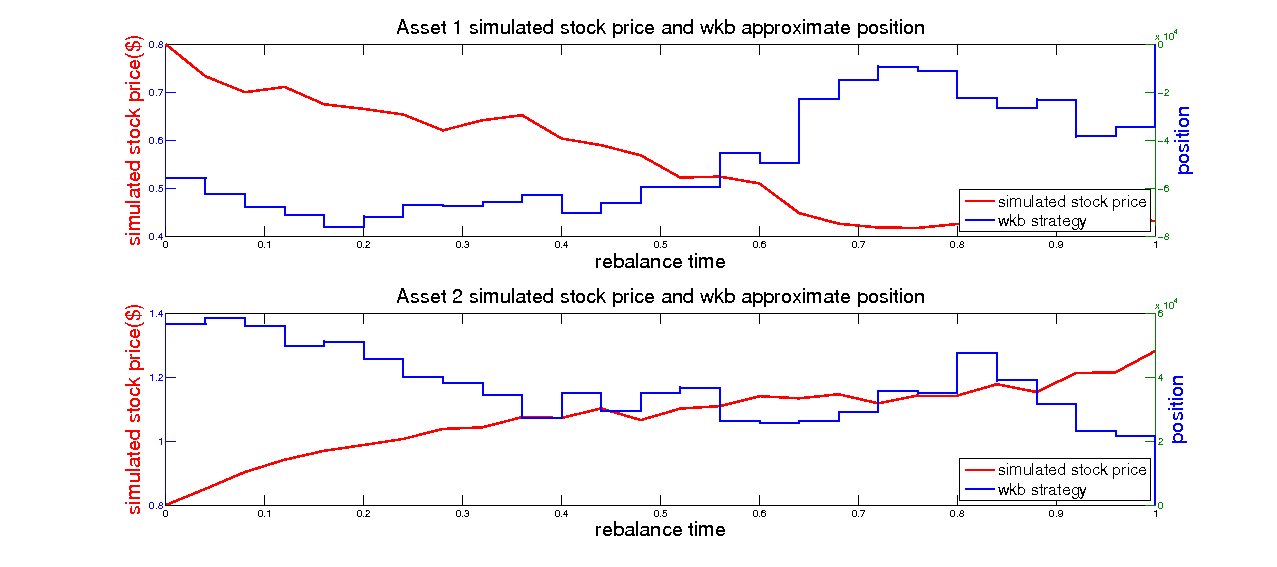 Asset 1 simulated stock price and wkb approximate position
x 10^4
simulated stock price($)
0.8
0.7
0.6
0.5
0.4
0
-2
-4
-6
-8
position
simulated stock price
wkb strategy
0 0.1 0.2 0.3 0.4 0.5 0.6 0.7 0.8 0.9 1
rebalance time
Asset 2 simulated stock price and wkb approximate position
x 10^4
simulated stock price($)
1.4
1.2
1
0.8
6
4
2
0
position
simulated stock price
wkb strategy
0 0.1 0.2 0.3 0.4 0.5 0.6 0.7 0.8 0.9 1
rebalance time